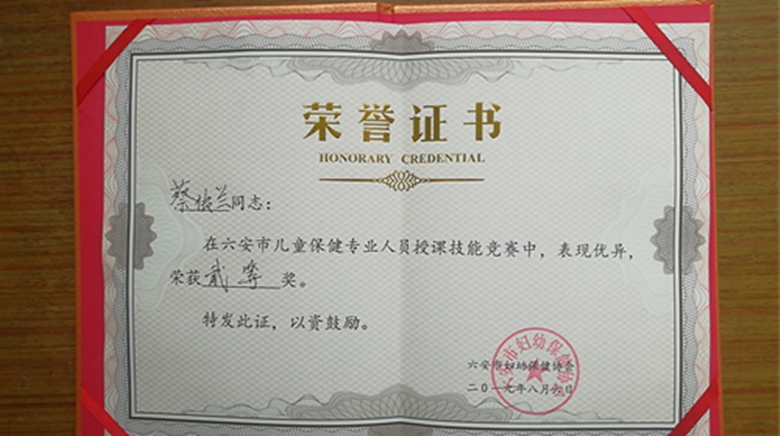 荣誉证书
HONORARY CREDENTIAL
蔡俊兰同志：
在六安市儿童保健专业人员授课技能竞赛中，表现优异，
荣获贰等奖。
特发此证，以资鼓励。
六安市妇幼保健协会
二〇一九年八月 日